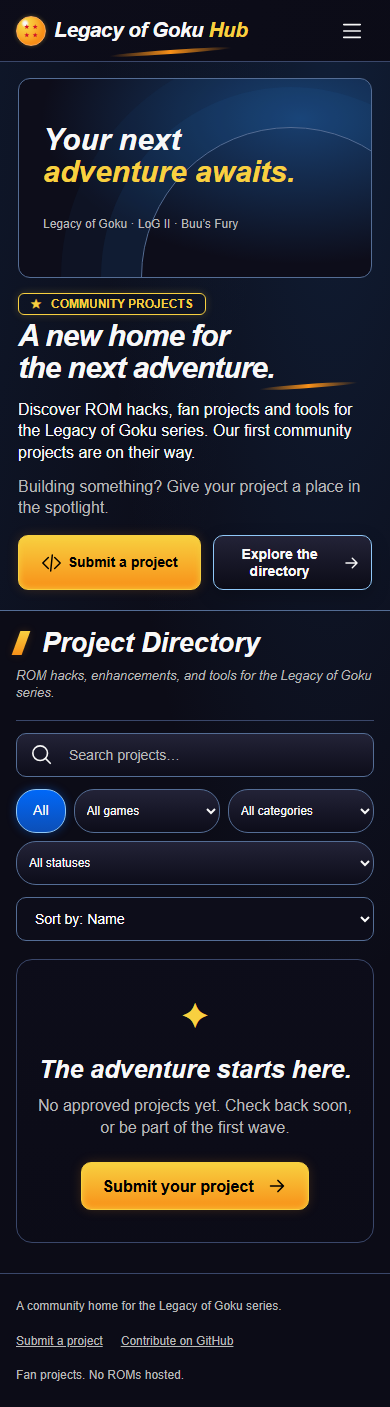 Legacy of Goku Hub
Your next
adventure awaits.
Legacy of Goku · LoG II · Buu's Fury
★ COMMUNITY PROJECTS
A new home for
the next adventure.
Discover ROM hacks, fan projects and tools for
the Legacy of Goku series. Our first community
projects are on their way.
Building something? Give your project a place in
the spotlight.
Submit a project
Explore the
directory
Project Directory
ROM hacks, enhancements, and tools for the Legacy of Goku
series.
Search projects…
All
All games
All categories
All statuses
Sort by: Name
The adventure starts here.
No approved projects yet. Check back soon,
or be part of the first wave.
Submit your project
A community home for the Legacy of Goku series.
Submit a project
Contribute on GitHub
Fan projects. No ROMs hosted.